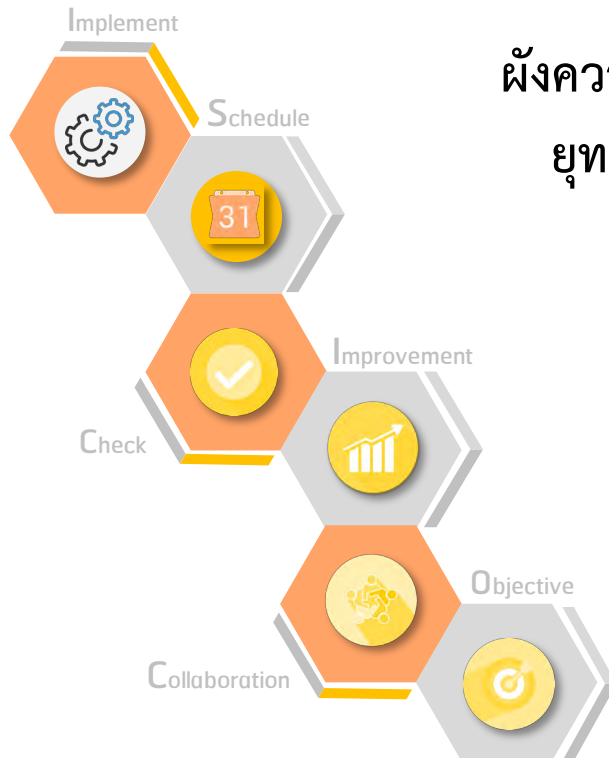 Implement
ผังควา
Schedule
ยุท
31
Improvement
Check
Objective
Collaboration